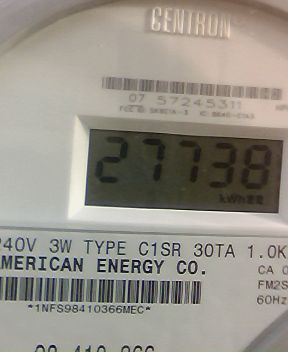 CENTRON
07 57245311
27738
kWh
240V 3W TYPE C1SR 30TA 1.0K
AMERICAN ENERGY CO.
CA 0
FM2S
60Hz
*1NFS98410366MEC*